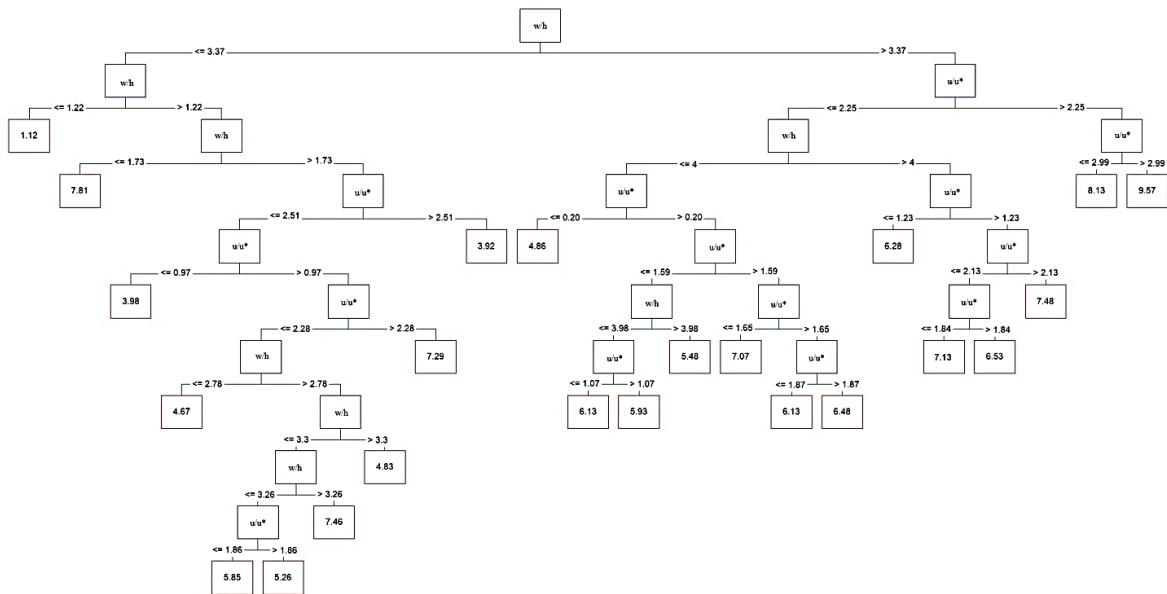 w/h
<= 3.37 > 3.37
w/h u/u*
<= 1.22 > 1.22 <= 2.25 > 2.25
1.12 w/h w/h u/u*
<= 1.73 > 1.73 <= 4 > 4 <= 2.99 > 2.99
7.81 u/u* u/u* u/u* 8.13 9.57
<= 2.51 > 2.51 <= 0.20 > 0.20 <= 1.23 > 1.23
u/u* 3.92 4.86 u/u* 6.28 u/u*
<= 0.97 > 0.97 <= 1.59 > 1.59 <= 2.13 > 2.13
3.98 u/u* w/h u/u* u/u* 7.48
<= 2.28 > 2.28 <= 3.98 > 3.98 <= 1.65 > 1.65 <= 1.84 > 1.84
w/h 7.29 u/u* 5.48 7.07 u/u* 7.13 6.53
<= 2.78 > 2.78 <= 1.07 > 1.07 <= 1.87 > 1.87
4.67 w/h 6.13 5.93 6.13 6.48
<= 3.3 > 3.3
w/h 4.83
<= 3.26 > 3.26
u/u* 7.46
<= 1.86 > 1.86
5.85 5.26